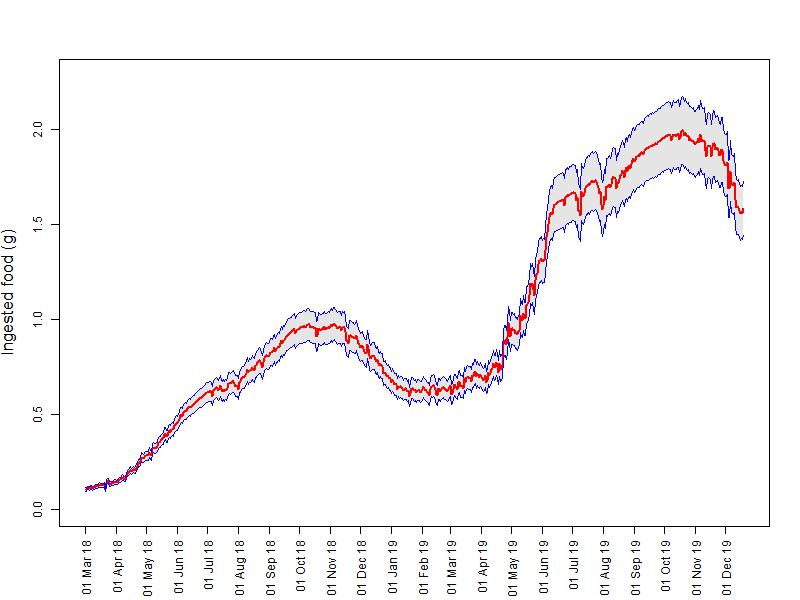 Ingested food (g)
2.0
1.5
1.0
0.5
0.0
01 Mar 18
01 Apr 18
01 May 18
01 Jun 18
01 Jul 18
01 Aug 18
01 Sep 18
01 Oct 18
01 Nov 18
01 Dec 18
01 Jan 19
01 Feb 19
01 Mar 19
01 Apr 19
01 May 19
01 Jun 19
01 Jul 19
01 Aug 19
01 Sep 19
01 Oct 19
01 Nov 19
01 Dec 19